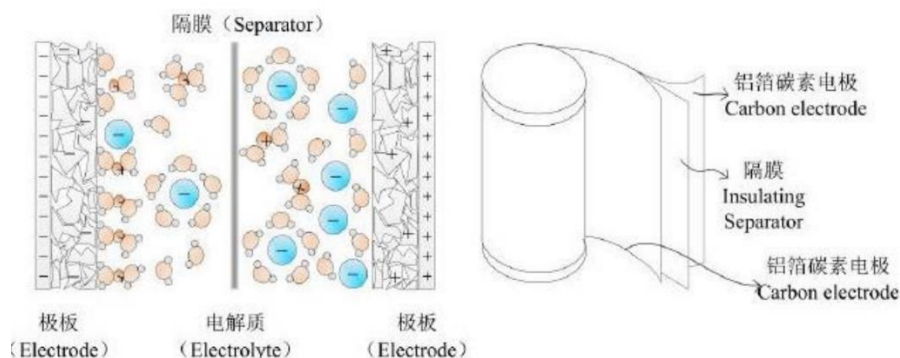 隔膜（Separator）
铝箔碳素电极
Carbon electrode
隔膜
Insulating
Separator
铝箔碳素电极
Carbon electrode
极板
（Electrode）
电解质
（Electrolyte）
极板
（Electrode）